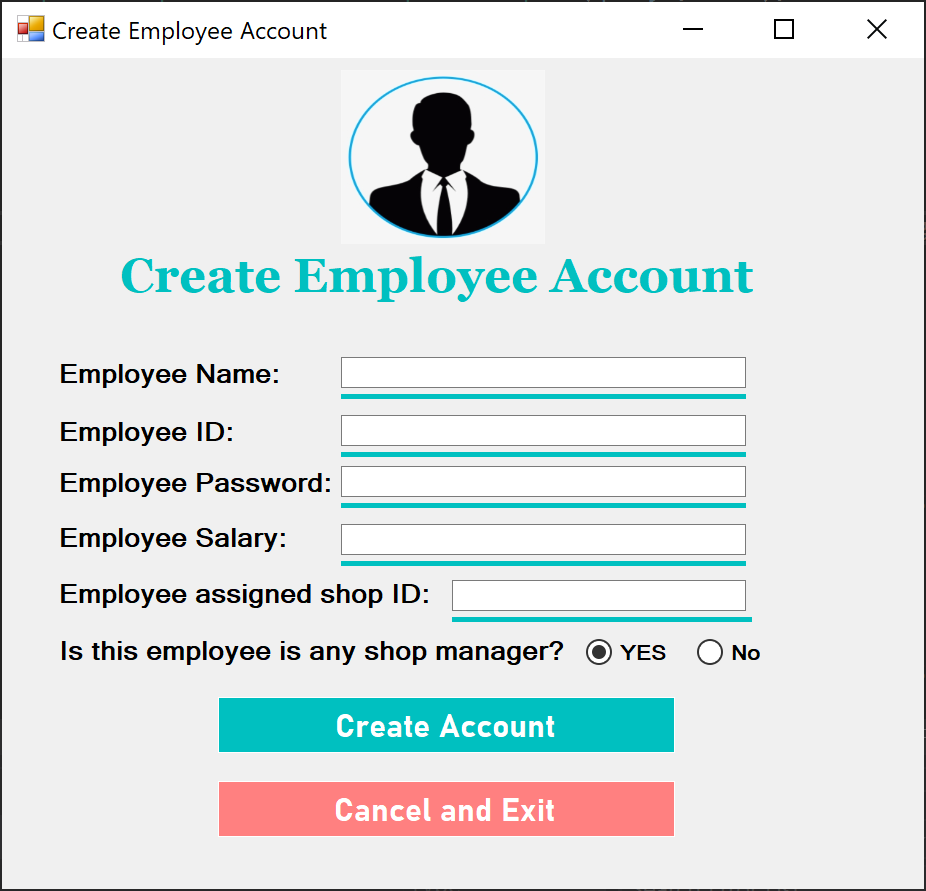 Create Employee Account
Create Employee Account
Employee Name:
Employee ID:
Employee Password:
Employee Salary:
Employee assigned shop ID:
Is this employee is any shop manager? YES No
Create Account
Cancel and Exit